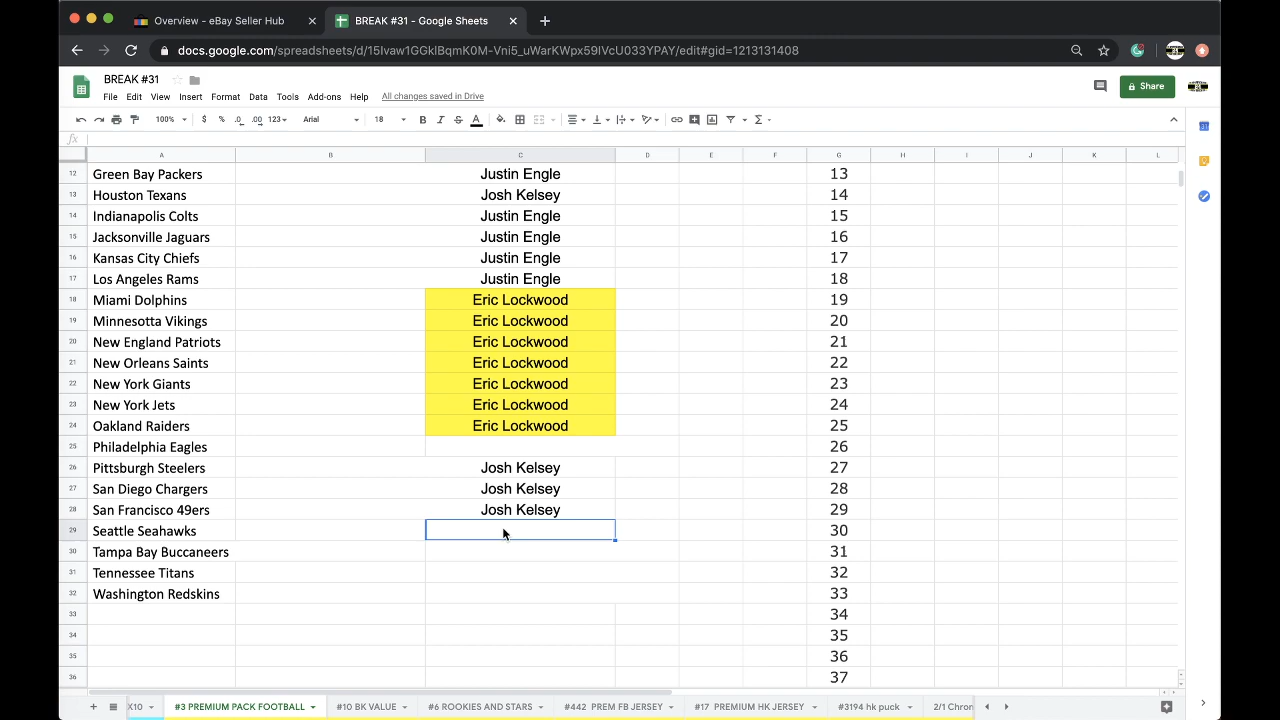 Overview - eBay Seller Hub
BREAK #31 - Google Sheets
docs.google.com/spreadsheets/d/15Ivaw1GGkIBqmK0M-Vni5_uWarKWpx59IVcU033YPAY/edit#gid=1213131408
BREAK #31
File Edit View Insert Format Data Tools Add-ons Help All changes saved in Drive
Share
100% $ % .0 .00 123 Arial 18 B I S A
fx
A B C D E F G H I J K L
12 Green Bay Packers Justin Engle 13
13 Houston Texans Josh Kelsey 14
14 Indianapolis Colts Justin Engle 15
15 Jacksonville Jaguars Justin Engle 16
16 Kansas City Chiefs Justin Engle 17
17 Los Angeles Rams Justin Engle 18
18 Miami Dolphins Eric Lockwood 19
19 Minnesotta Vikings Eric Lockwood 20
20 New England Patriots Eric Lockwood 21
21 New Orleans Saints Eric Lockwood 22
22 New York Giants Eric Lockwood 23
23 New York Jets Eric Lockwood 24
24 Oakland Raiders Eric Lockwood 25
25 Philadelphia Eagles 26
26 Pittsburgh Steelers Josh Kelsey 27
27 San Diego Chargers Josh Kelsey 28
28 San Francisco 49ers Josh Kelsey 29
29 Seattle Seahawks 30
30 Tampa Bay Buccaneers 31
31 Tennessee Titans 32
32 Washington Redskins 33
33 34
34 35
35 36
36 37
X10 #3 PREMIUM PACK FOOTBALL #10 BK VALUE #6 ROOKIES AND STARS #442 PREM FB JERSEY #17 PREMIUM HK JERSEY #3194 hk puck 2/1 Chron